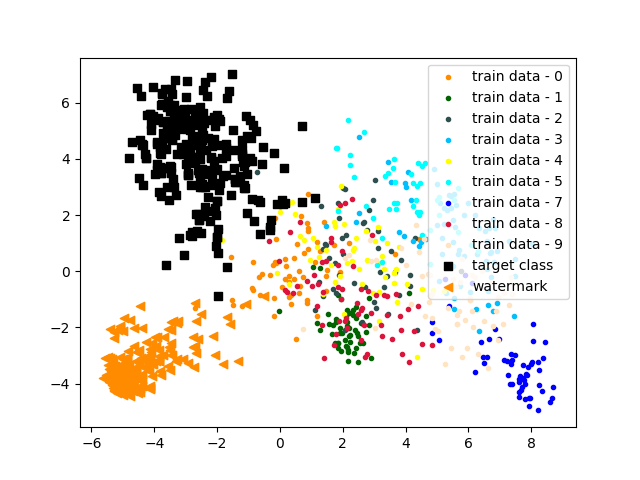 train data - 0
train data - 1
train data - 2
train data - 3
train data - 4
train data - 5
train data - 7
train data - 8
train data - 9
target class
watermark
6
4
2
0
−2
−4
−6 −4 −2 0 2 4 6 8